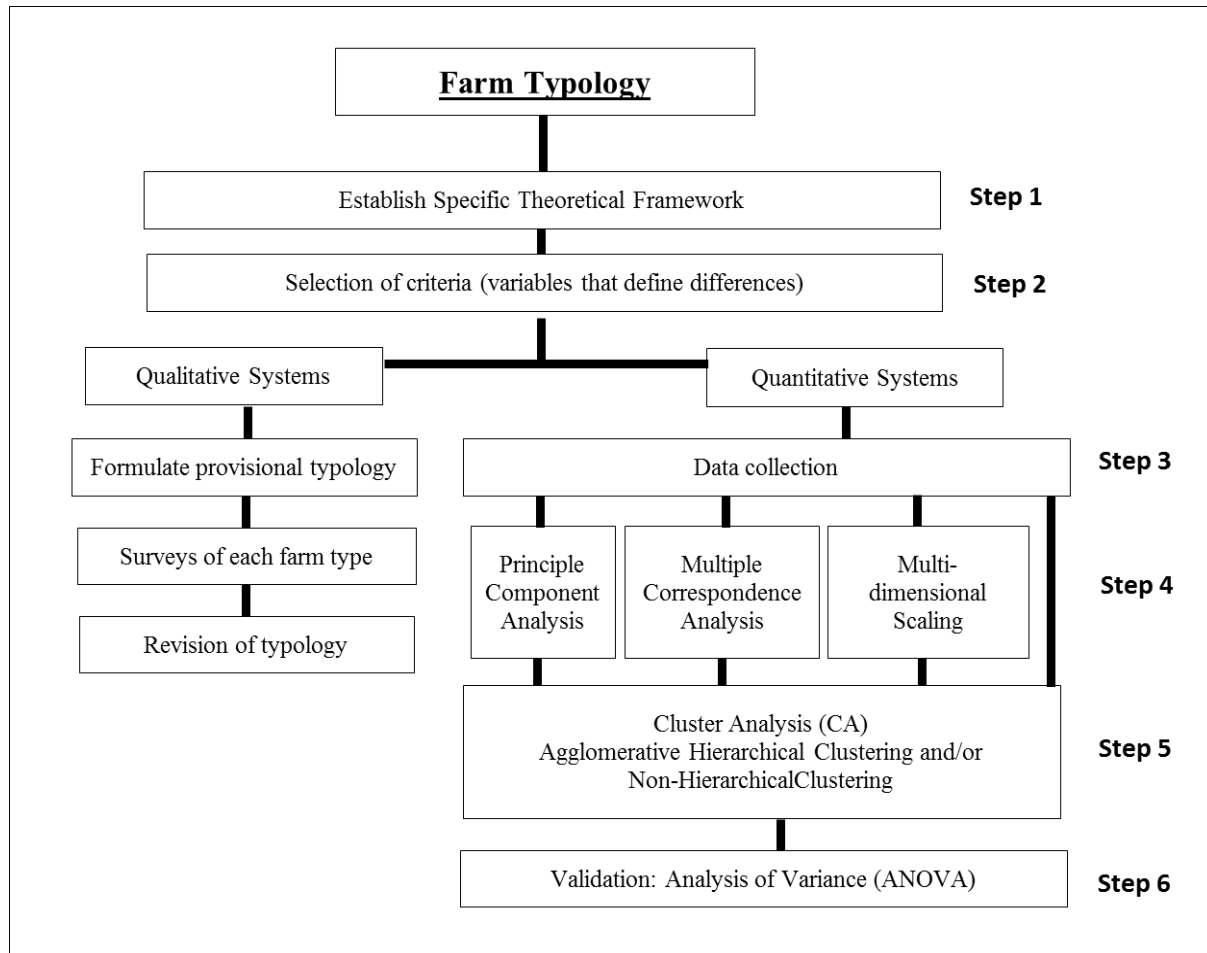 Farm Typology
Establish Specific Theoretical Framework
Step 1
Selection of criteria (variables that define differences)
Step 2
Qualitative Systems
Quantitative Systems
Formulate provisional typology
Data collection
Step 3
Surveys of each farm type
Revision of typology
Principle
Component
Analysis
Multiple
Correspondence
Analysis
Multi-
dimensional
Scaling
Step 4
Cluster Analysis (CA)
Agglomerative Hierarchical Clustering and/or
Non-HierarchicalClustering
Step 5
Validation: Analysis of Variance (ANOVA)
Step 6